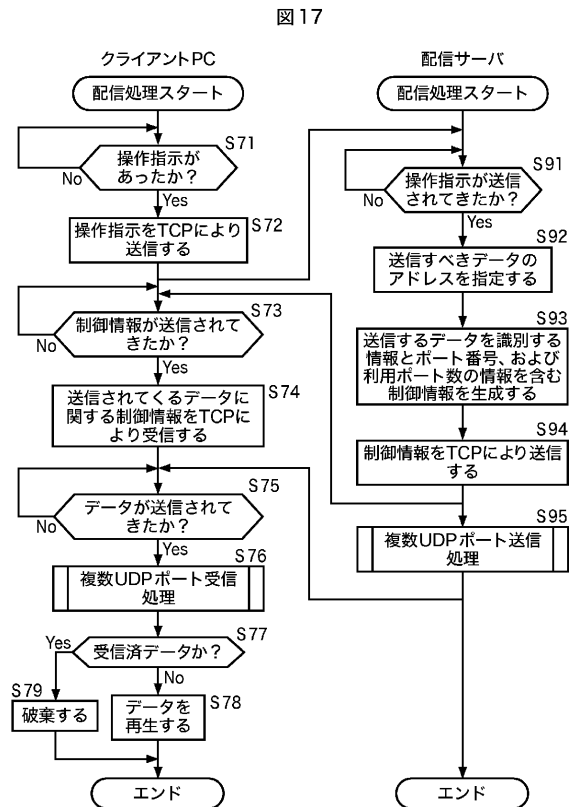 図17
クライアントPC
配信処理スタート
S71
操作指示が
あったか？
No
Yes
S72
操作指示をTCPにより
送信する
S73
制御情報が送信されて
きたか？
No
Yes
S74
送信されてくるデータに
関する制御情報をTCPに
より受信する
S75
データが送信されて
きたか？
No
Yes
S76
複数UDPポート受信
処理
S77
受信済データか？
Yes
No
S79
破棄する
S78
データを
再生する
エンド
配信サーバ
配信処理スタート
S91
操作指示が送信
されてきたか？
No
Yes
S92
送信すべきデータの
アドレスを指定する
S93
送信するデータを識別する
情報とポート番号、および
利用ポート数の情報を含む
制御情報を生成する
S94
制御情報をTCPにより送信
する
S95
複数UDPポート送信
処理
エンド